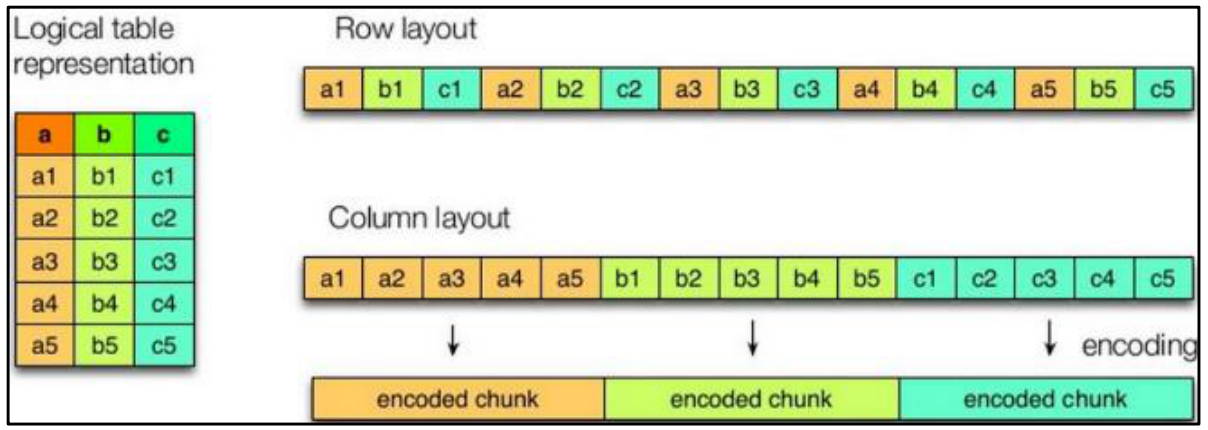 Logical table
representation
a b c
a1 b1 c1
a2 b2 c2
a3 b3 c3
a4 b4 c4
a5 b5 c5
Row layout
a1 b1 c1 a2 b2 c2 a3 b3 c3 a4 b4 c4 a5 b5 c5
Column layout
a1 a2 a3 a4 a5 b1 b2 b3 b4 b5 c1 c2 c3 c4 c5
encoding
encoded chunk encoded chunk encoded chunk